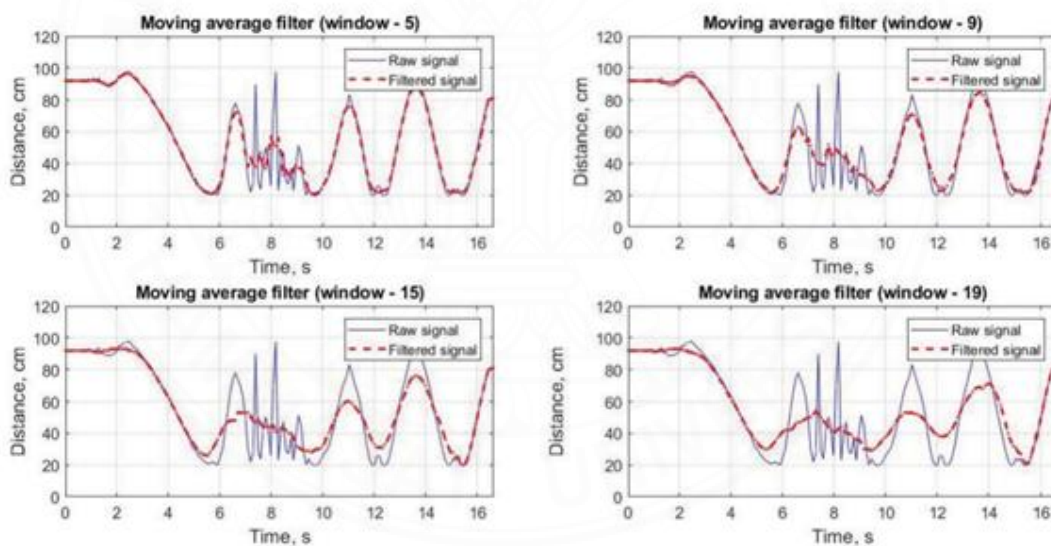 Moving average filter (window - 5)
120
100
80
60
40
20
0
Distance, cm
Raw signal
Filtered signal
0 2 4 6 8 10 12 14 16
Time, s
Moving average filter (window - 9)
120
100
80
60
40
20
0
Distance, cm
Raw signal
Filtered signal
0 2 4 6 8 10 12 14 16
Time, s
Moving average filter (window - 15)
120
100
80
60
40
20
0
Distance, cm
Raw signal
Filtered signal
0 2 4 6 8 10 12 14 16
Time, s
Moving average filter (window - 19)
120
100
80
60
40
20
0
Distance, cm
Raw signal
Filtered signal
0 2 4 6 8 10 12 14 16
Time, s